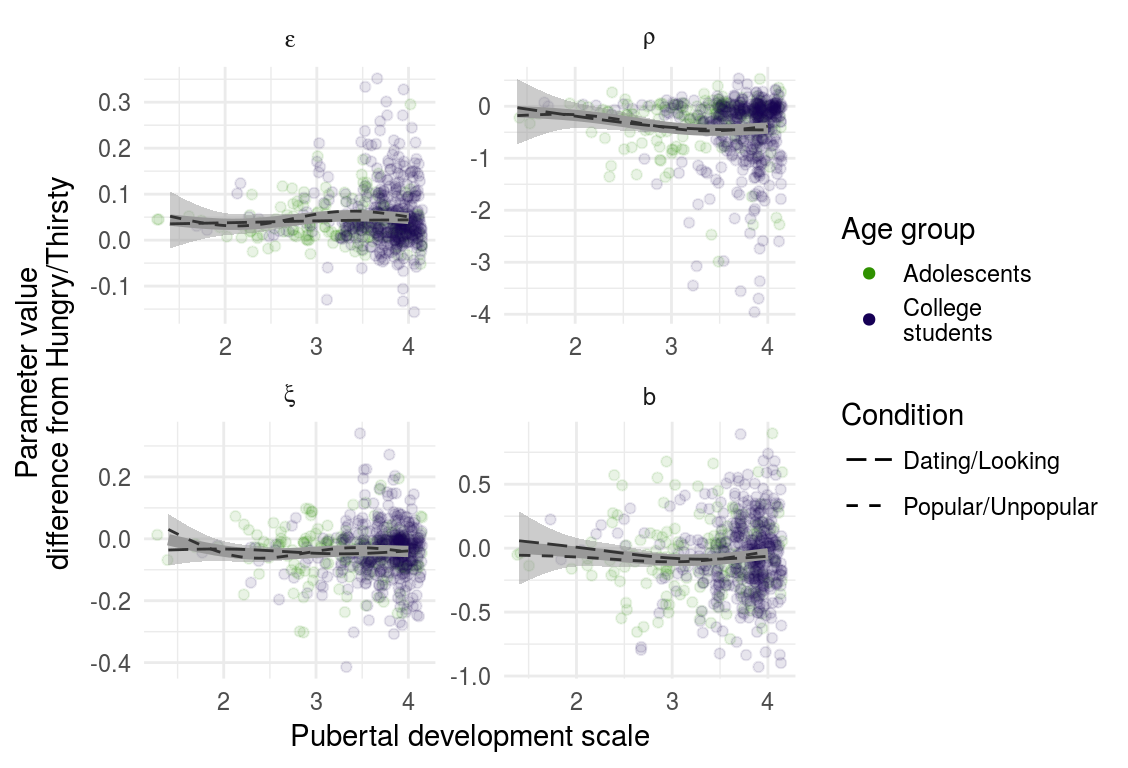 ε
ρ
0.3
0.2
0.1
0.0
-0.1
0
-1
-2
-3
-4
2
3
4
2
3
4
ξ
b
0.2
0.0
-0.2
-0.4
0.5
0.0
-0.5
-1.0
2
3
4
2
3
4
Parameter value
difference from Hungry/Thirsty
Pubertal development scale
Age group
Adolescents
College
students
Condition
Dating/Looking
Popular/Unpopular